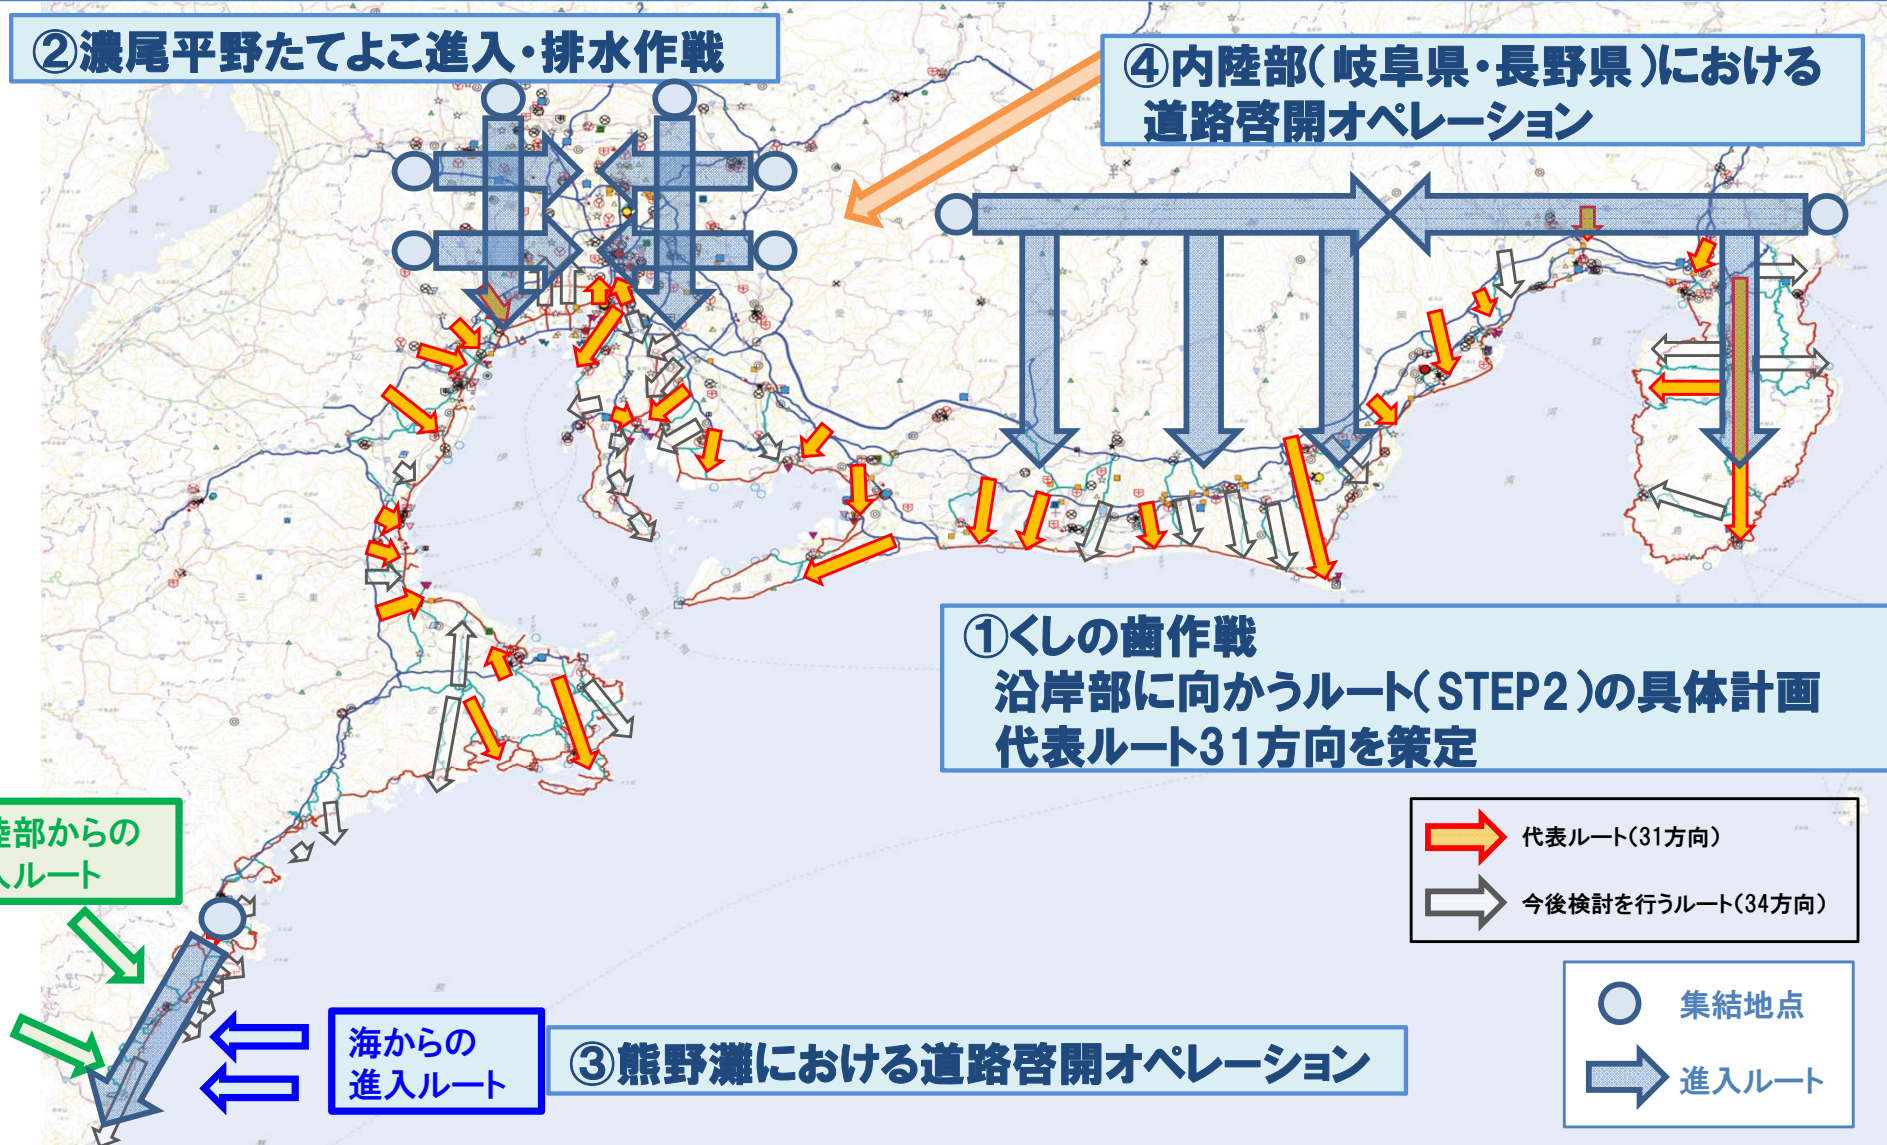 ②濃尾平野たてよこ進入・排水作戦
④内陸部(岐阜県・長野県)における
道路啓開オペレーション
①くしの歯作戦
沿岸部に向かうルート(STEP2)の具体計画
代表ルート31方向を策定
陸部からの
入ルート
代表ルート(31方向)
今後検討を行うルート(34方向)
集結地点
進入ルート
海からの
進入ルート
③熊野灘における道路啓開オペレーション